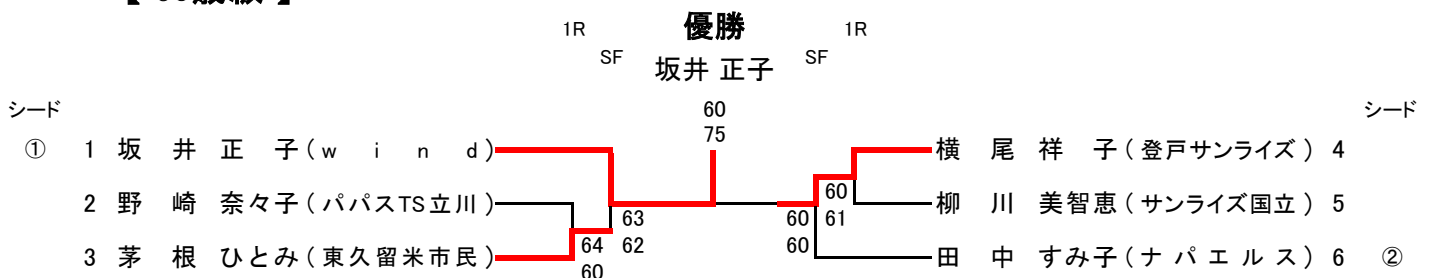 1R 優勝 1R
SF 坂井 正子 SF
シード 60 シード
75
① 1 坂 井 正 子(w i n d) 横 尾 祥 子(登戸サンライズ) 4
2 野 崎 奈々子(パパスTS立川) 63 60 60 61 柳 川 美智恵(サンライズ国立) 5
3 茅 根 ひとみ(東久留米市民) 64 62 60 田 中 すみ子(ナパエルス) 6 ②
60